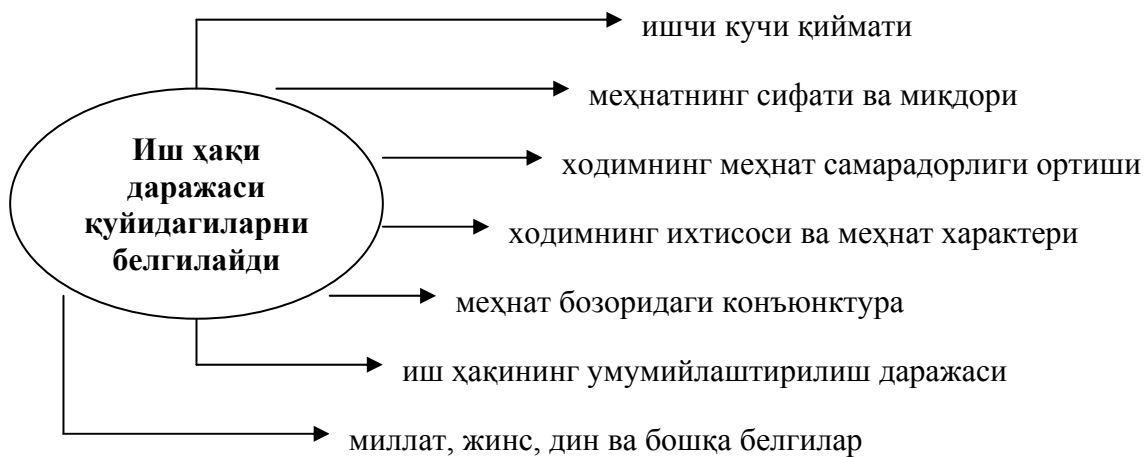 ишчи кучи қиймати
меҳнатнинг сифати ва миқдори
Иш ҳақи
даражаси
қуйидагиларни
белгилайди
ходимнинг меҳнат самарадорлиги ортиши
ходимнинг ихтисоси ва меҳнат характери
меҳнат бозоридаги конъюнктура
иш ҳақининг умумийлаштирилиш даражаси
миллат, жинс, дин ва бошқа белгилар